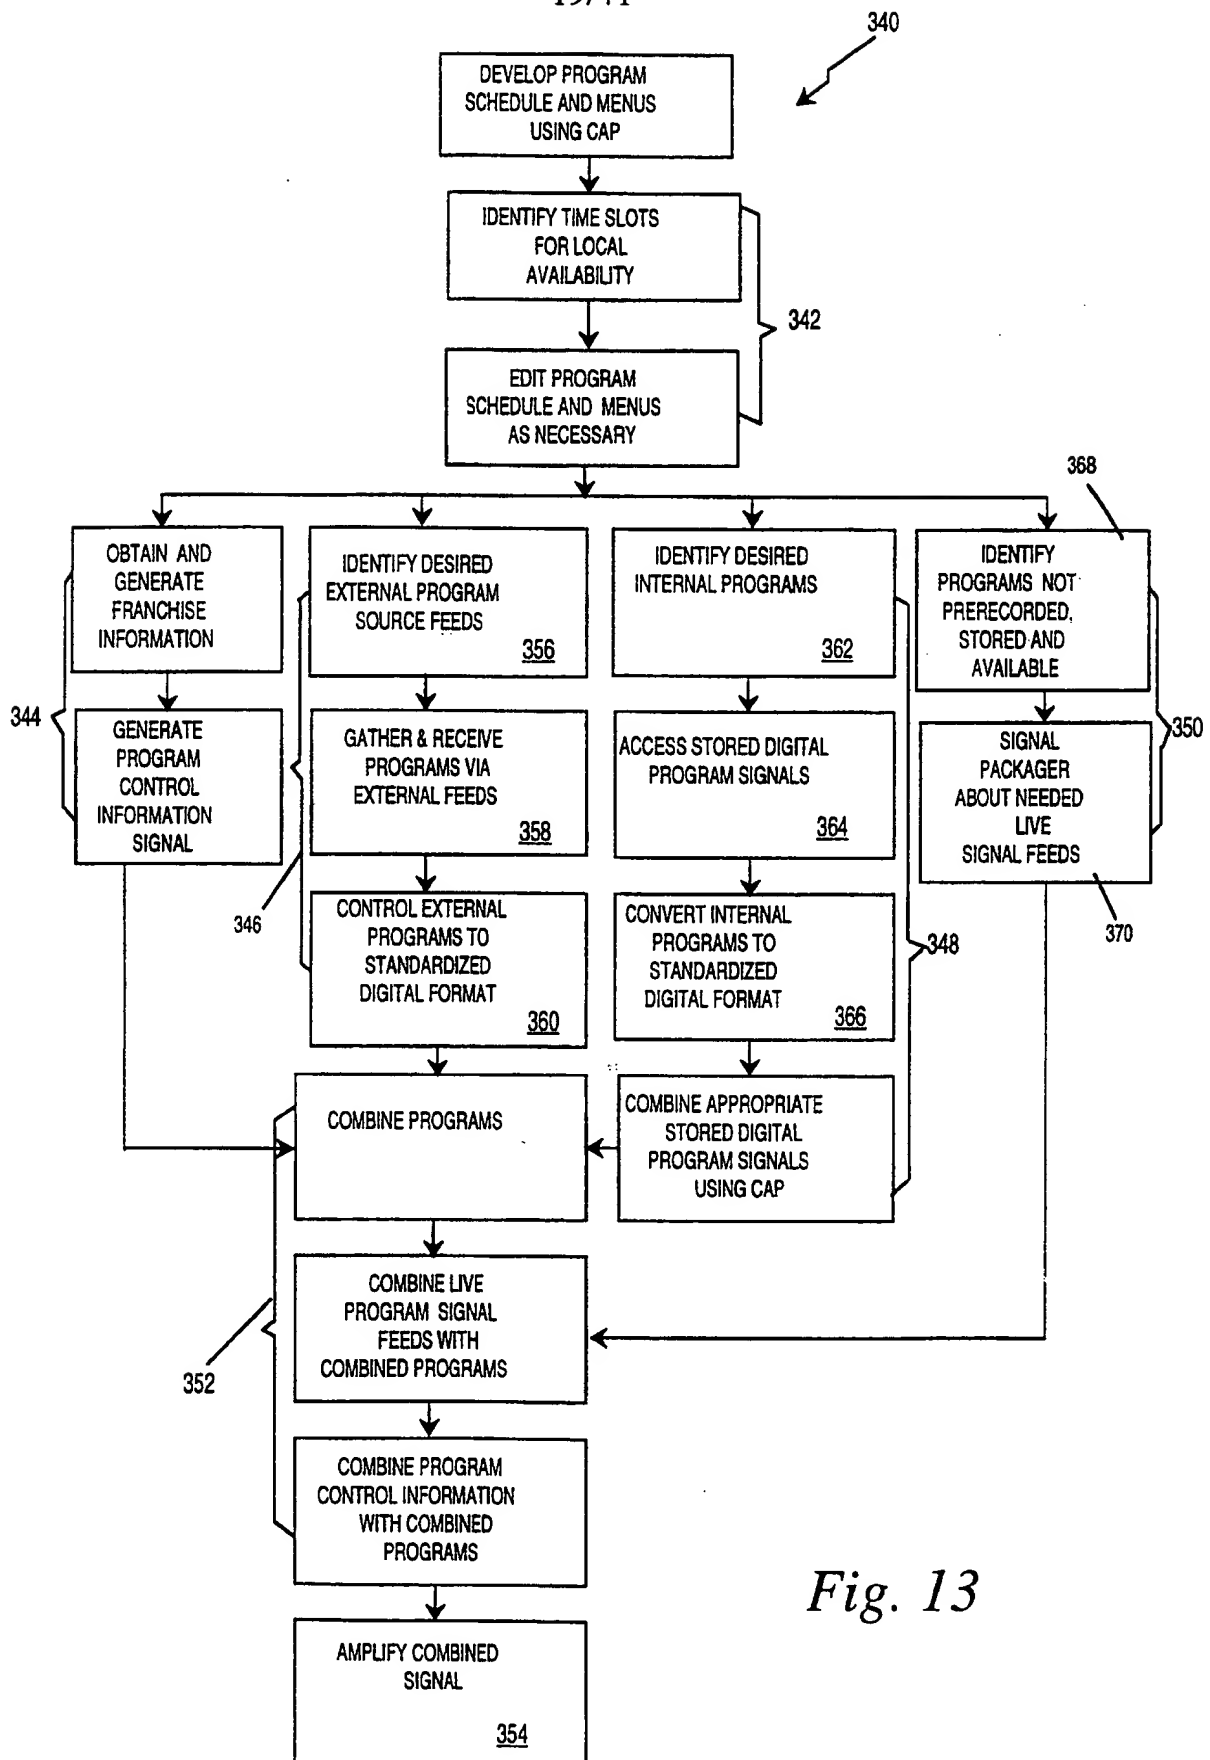 340
DEVELOP PROGRAM
SCHEDULE AND MENUS
USING CAP
IDENTIFY TIME SLOTS
FOR LOCAL
AVAILABILITY
342
EDIT PROGRAM
SCHEDULE AND MENUS
AS NECESSARY
368
OBTAIN AND
GENERATE
FRANCHISE
INFORMATION
IDENTIFY DESIRED
EXTERNAL PROGRAM
SOURCE FEEDS
356
IDENTIFY DESIRED
INTERNAL PROGRAMS
362
IDENTIFY
PROGRAMS NOT
PRERECORDED,
STORED AND
AVAILABLE
344
GENERATE
PROGRAM
CONTROL
INFORMATION
SIGNAL
GATHER & RECEIVE
PROGRAMS VIA
EXTERNAL FEEDS
358
ACCESS STORED DIGITAL
PROGRAM SIGNALS
364
SIGNAL
PACKAGER
ABOUT NEEDED
LIVE
SIGNAL FEEDS
350
346
CONTROL EXTERNAL
PROGRAMS TO
STANDARDIZED
DIGITAL FORMAT
360
CONVERT INTERNAL
PROGRAMS TO
STANDARDIZED
DIGITAL FORMAT
366
348
370
COMBINE PROGRAMS
COMBINE APPROPRIATE
STORED DIGITAL
PROGRAM SIGNALS
USING CAP
COMBINE LIVE
PROGRAM SIGNAL
FEEDS WITH
COMBINED PROGRAMS
352
COMBINE PROGRAM
CONTROL INFORMATION
WITH COMBINED
PROGRAMS
AMPLIFY COMBINED
SIGNAL
354
Fig. 13